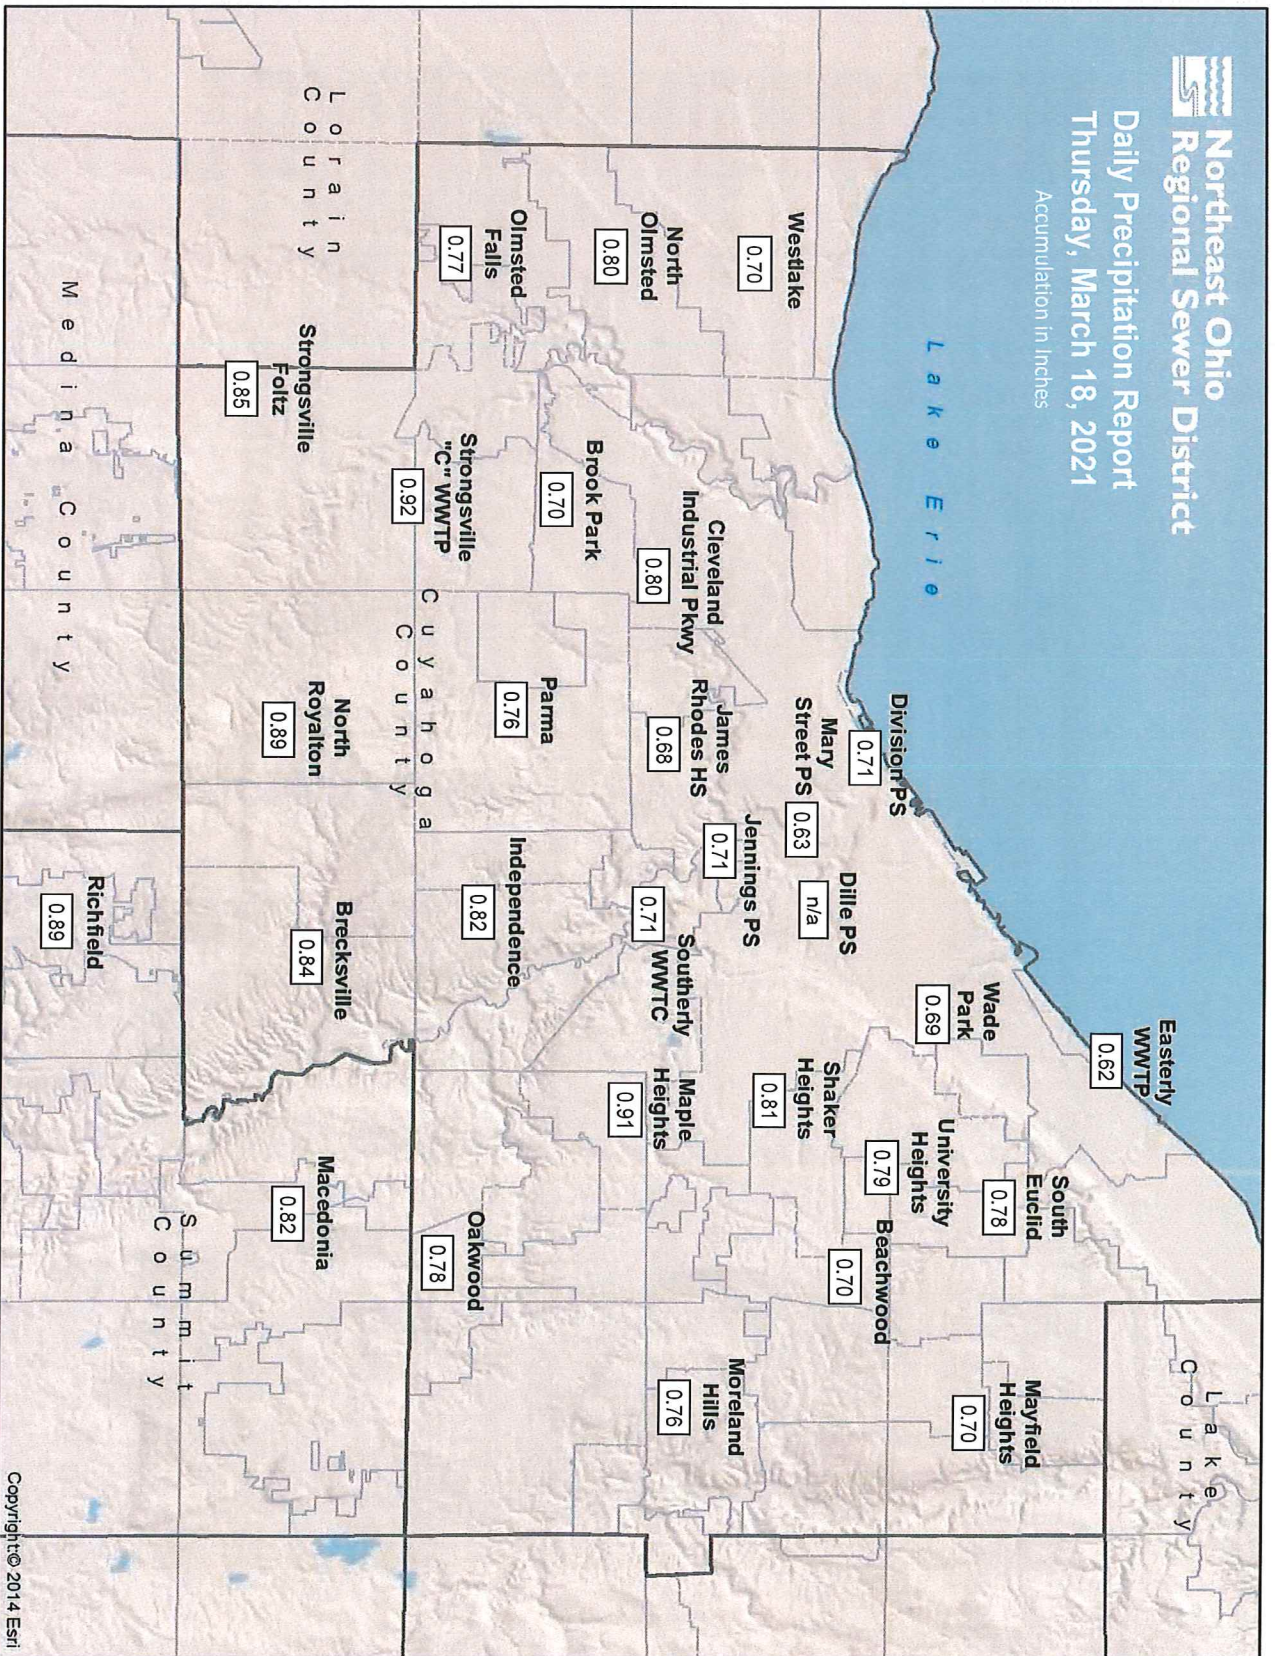 Northeast Ohio
Regional Sewer District
Daily Precipitation Report
Thursday, March 18, 2021
Accumulation in Inches
Lake Erie
Lake
County
Easterly
WWTP
0.62
Division PS
0.71
Wade
Park
0.69
South
Euclid
0.78
Mayfield
Heights
0.70
University
Heights
0.79
Beachwood
0.70
Westlake
0.70
Mary
Street PS
0.63
Dille PS
n/a
Shaker
Heights
0.81
North
Olmsted
0.80
Cleveland
Industrial Pkwy
0.80
James
Rhodes HS
0.68
Jennings PS
0.71
Southerly
WWTC
0.71
Maple
Heights
0.91
Moreland
Hills
0.76
Olmsted
Falls
0.77
Brook Park
0.70
Parma
0.76
Independence
0.82
Oakwood
0.78
Strongsville
"C" WWTP
0.92
Cuyahoga
County
Lorain
County
Strongsville
Foltz
0.85
North
Royalton
0.89
Brecksville
0.84
Macedonia
0.82
Summit
County
Medina County
Richfield
0.89
Copyright:© 2014 Esri